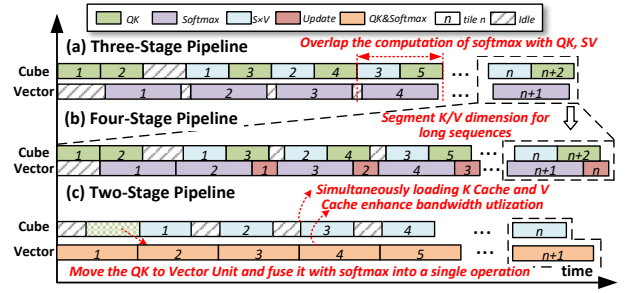 QK Softmax S×V Update QK&Softmax n tile n Idle
(a) Three-Stage Pipeline Overlap the computation of softmax with QK, SV
Cube 1 2 1 3 2 4 3 5 ... n n+2
Vector 1 2 3 4 ... n+1
(b) Four-Stage Pipeline Segment K/V dimension for
long sequences
Cube 1 2 1 3 2 4 3 5 ... n n+2
Vector 1 2 1 3 2 4 3 ... n+1 n
(c) Two-Stage Pipeline Simultaneously loading K Cache and V
Cache enhance bandwidth utlization
Cube 1 2 3 4 ... n
Vector 1 2 3 4 5 ... n+1
Move the QK to Vector Unit and fuse it with softmax into a single operation time